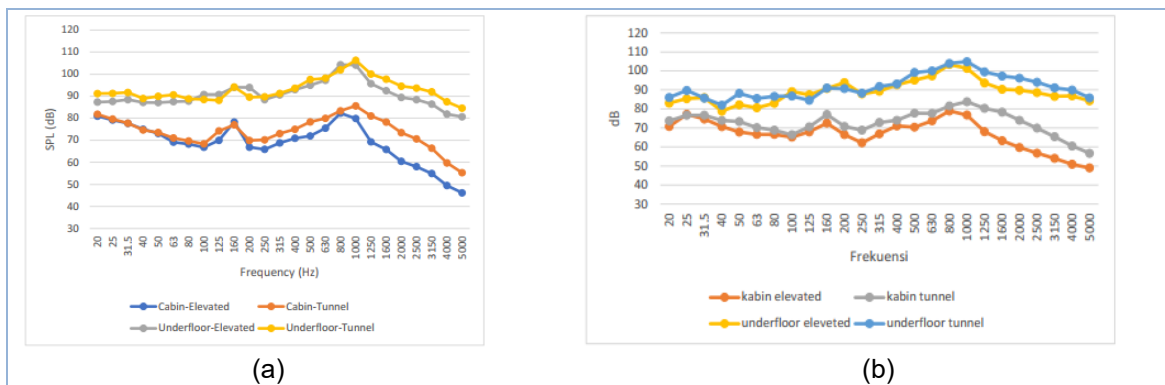 120
110
100
90
80
70
60
50
40
30
SPL (dB)
20 25 31.5 40 50 63 80 100 125 160 200 250 315 400 500 630 800 1000 1250 1600 2000 2500 3150 4000 5000
Frequency (Hz)
Cabin-Elevated Cabin-Tunnel
Underfloor-Elevated Underfloor-Tunnel
(a)
120
110
100
90
80
70
60
50
40
30
dB
20 25 31.5 40 50 63 80 100 125 160 200 250 315 400 500 630 800 1000 1250 1600 2000 2500 3150 4000 5000
Frekuensi
kabin elevated kabin tunnel
underfloor eleveted underfloor tunnel
(b)